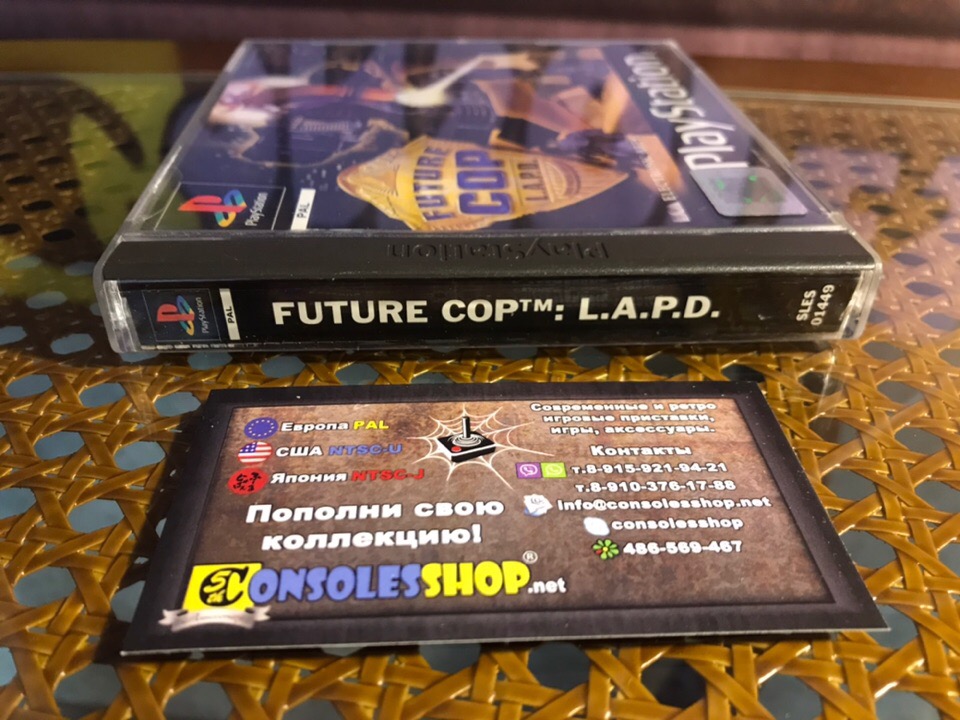 PlayStation
FUTURE
COP
L.A.P.D.
PlayStation
PAL
PlayStation
PlayStation
PAL
FUTURE COP™: L.A.P.D.
SLES
01449
Европа PAL
США NTSC-U
Япония NTSC-J
Пополни свою
коллекцию!
CONSOLESSHOP®.net
Современные и ретро
игровые приставки,
игры, аксессуары.
Контакты
т.8-915-921-94-21
т.8-910-376-17-88
info@consolesshop.net
consolesshop
486-569-467